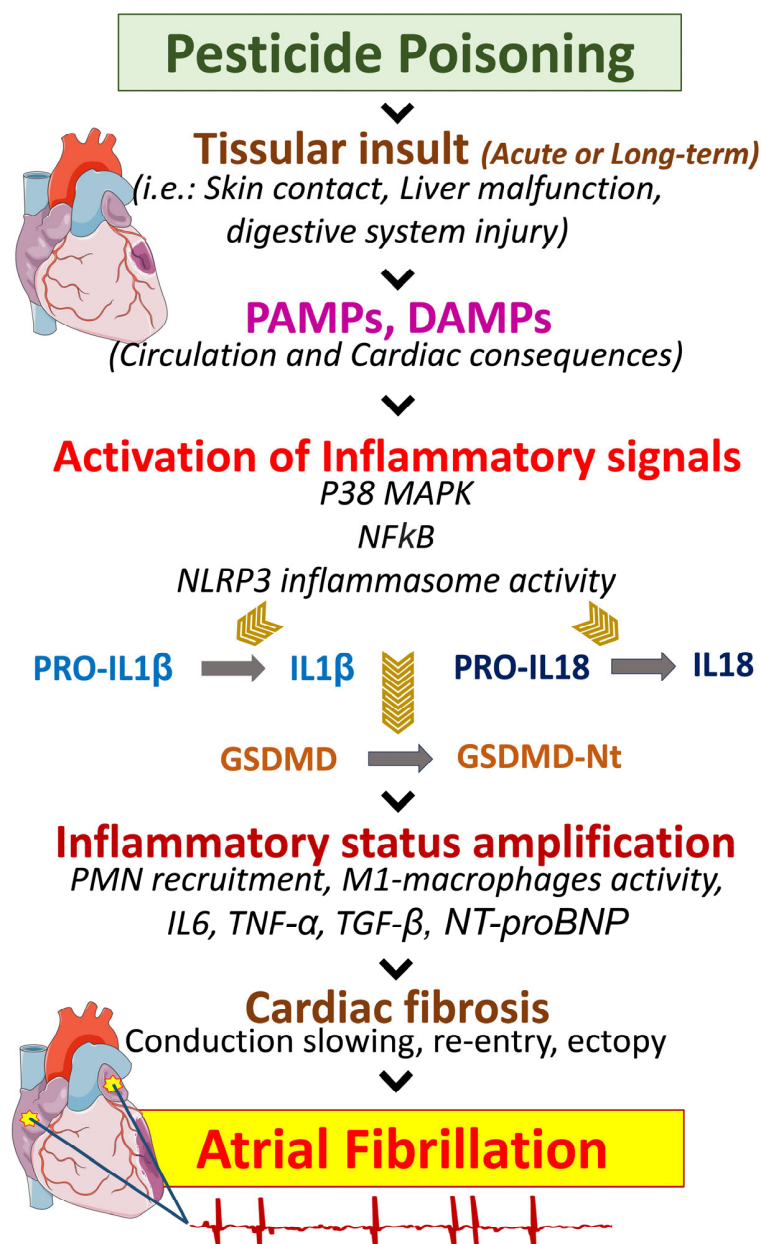 Pesticide Poisoning
Tissular insult (Acute or Long-term)
(i.e.: Skin contact, Liver malfunction,
digestive system injury)
PAMPs, DAMPs
(Circulation and Cardiac consequences)
Activation of Inflammatory signals
P38 MAPK
NFkB
NLRP3 inflammasome activity
PRO-IL1β IL1β PRO-IL18 IL18
GSDMD GSDMD-Nt
Inflammatory status amplification
PMN recruitment, M1-macrophages activity,
IL6, TNF-α, TGF-β, NT-proBNP
Cardiac fibrosis
Conduction slowing, re-entry, ectopy
Atrial Fibrillation